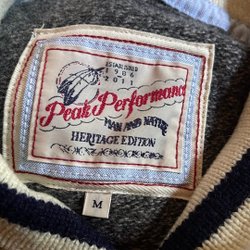 ESTABLISHED
1986
2011
Peak Performance
MAN AND NATURE
HERITAGE EDITION
M